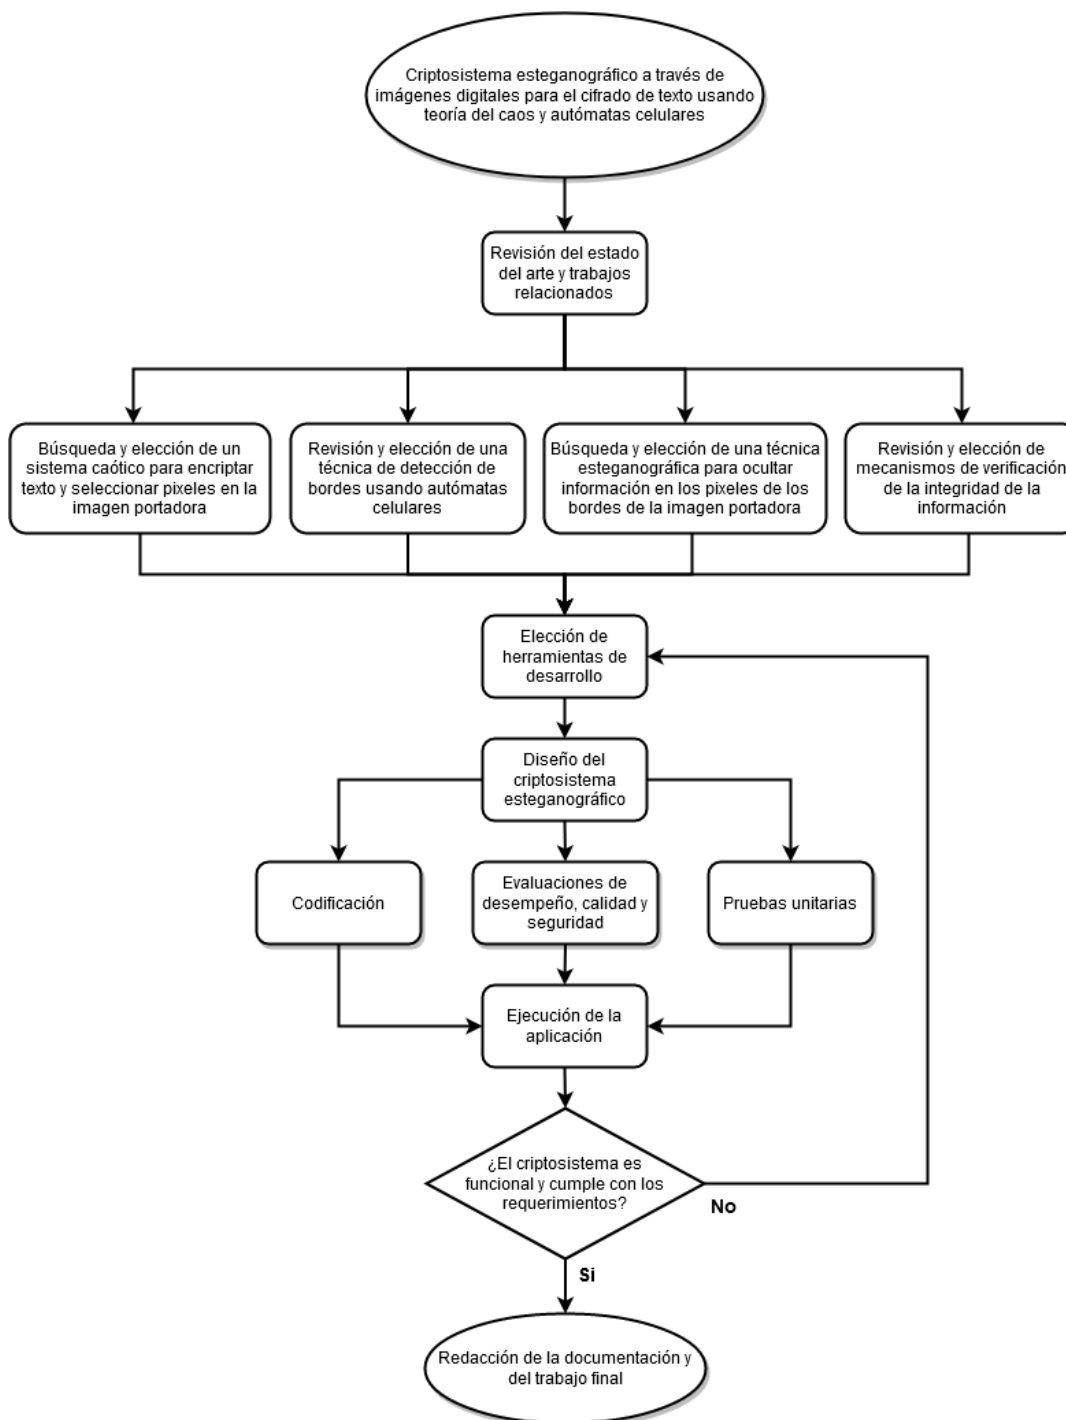 Criptosistema esteganográfico a través de
imágenes digitales para el cifrado de texto usando
teoría del caos y autómatas celulares
Revisión del estado
del arte y trabajos
relacionados
Búsqueda y elección de un
sistema caótico para encriptar
texto y seleccionar pixeles en la
imagen portadora
Revisión y elección de una
técnica de detección de
bordes usando autómatas
celulares
Búsqueda y elección de una técnica
esteganográfica para ocultar
información en los pixeles de los
bordes de la imagen portadora
Revisión y elección de
mecanismos de verificación
de la integridad de la
información
Elección de
herramientas de
desarrollo
Diseño del
criptosistema
esteganográfico
Codificación
Evaluaciones de
desempeño, calidad y
seguridad
Pruebas unitarias
Ejecución de la
aplicación
¿El criptosistema es
funcional y cumple con los
requerimientos?
No
Si
Redacción de la documentación y
del trabajo final